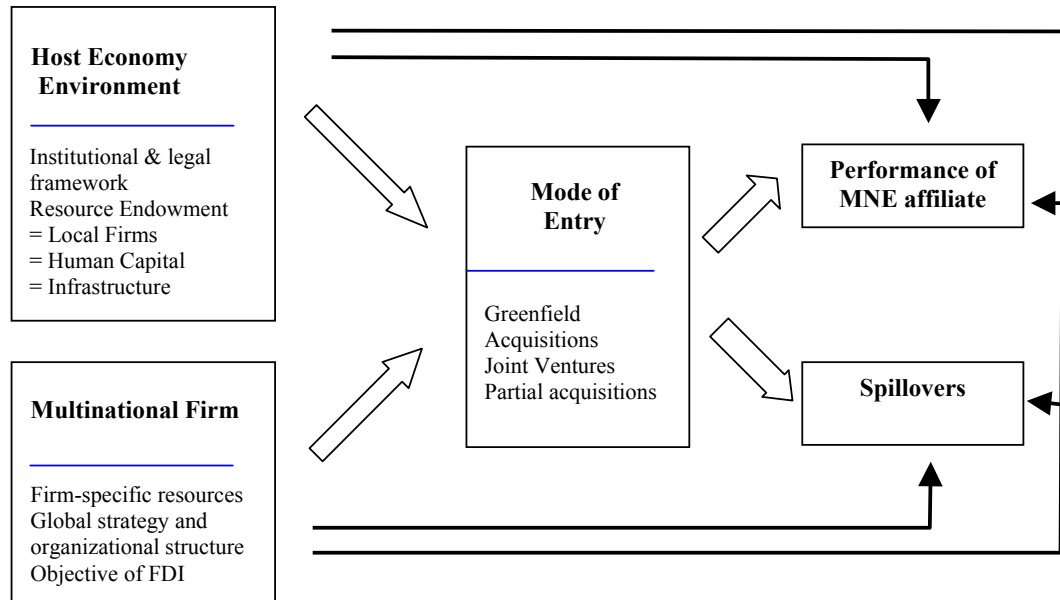 Host Economy
Environment
Institutional & legal
framework
Resource Endowment
= Local Firms
= Human Capital
= Infrastructure
Multinational Firm
Firm-specific resources
Global strategy and
organizational structure
Objective of FDI
Mode of
Entry
Greenfield
Acquisitions
Joint Ventures
Partial acquisitions
Performance of
MNE affiliate
Spillovers